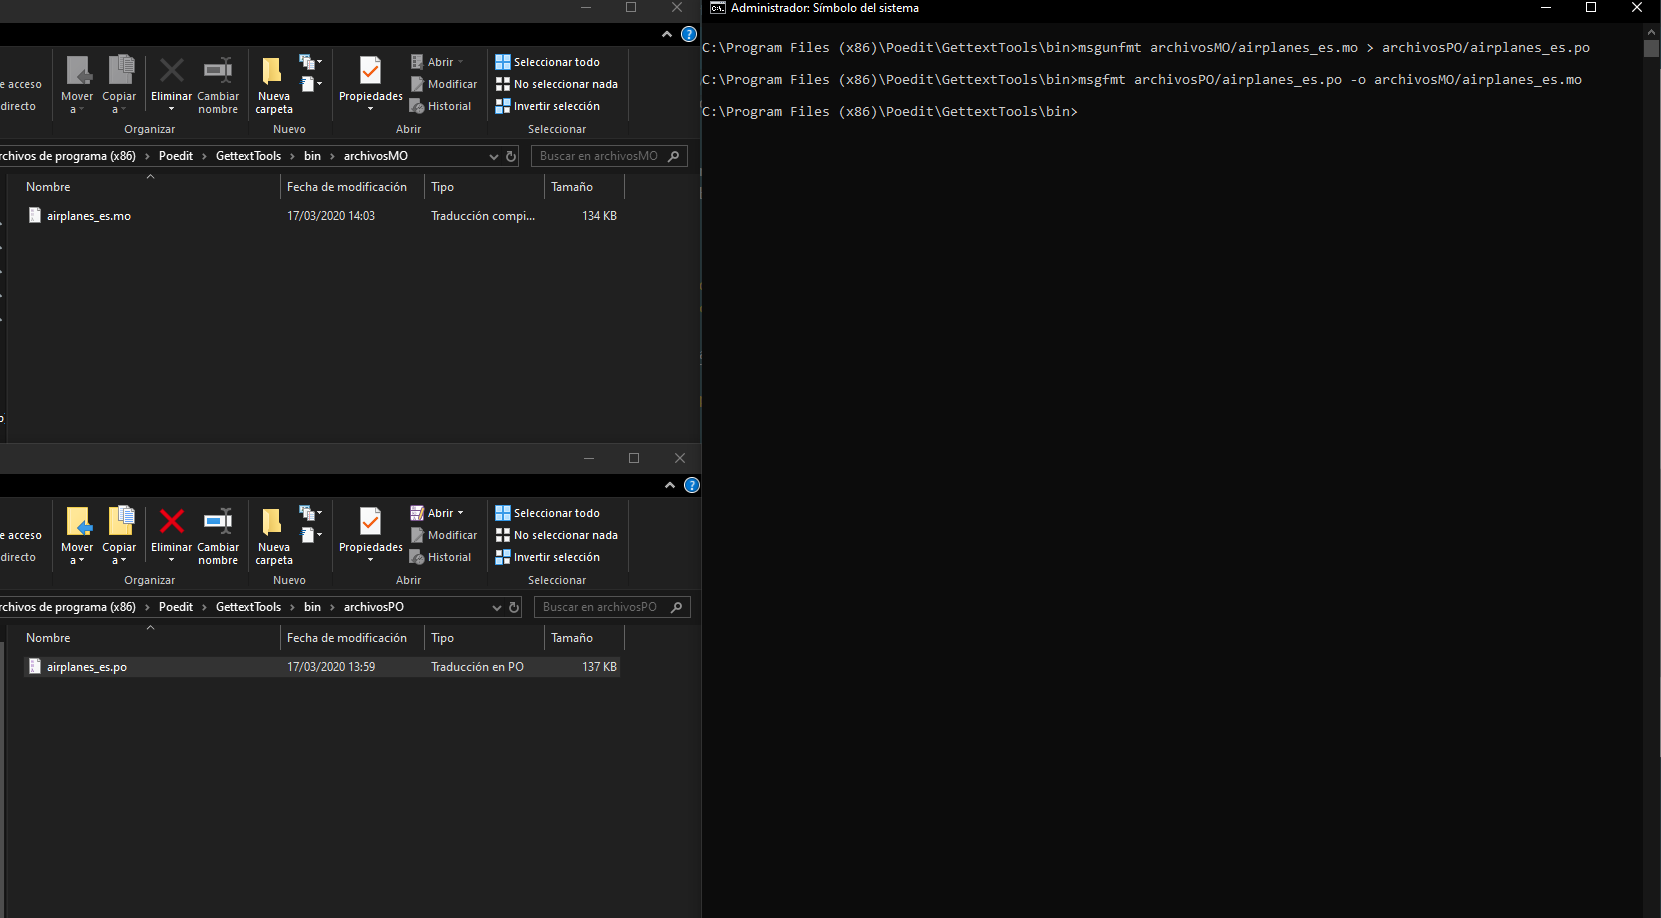 e acceso
directo
Mover
a
Copiar
a
Eliminar
Cambiar
nombre
Organizar
Nueva
carpeta
Nuevo
Propiedades
Abrir
Modificar
Historial
Abrir
Seleccionar todo
No seleccionar nada
Invertir selección
Seleccionar
rchivos de programa (x86) › Poedit › GettextTools › bin › archivosMO
Buscar en archivosMO
Nombre Fecha de modificación Tipo Tamaño
airplanes_es.mo 17/03/2020 14:03 Traducción compi... 134 KB
e acceso
directo
Mover
a
Copiar
a
Eliminar
Cambiar
nombre
Organizar
Nueva
carpeta
Nuevo
Propiedades
Abrir
Modificar
Historial
Abrir
Seleccionar todo
No seleccionar nada
Invertir selección
Seleccionar
rchivos de programa (x86) › Poedit › GettextTools › bin › archivosPO
Buscar en archivosPO
Nombre Fecha de modificación Tipo Tamaño
airplanes_es.po 17/03/2020 13:59 Traducción en PO 137 KB
Administrador: Símbolo del sistema
C:\Program Files (x86)\Poedit\GettextTools\bin>msgunfmt archivosMO/airplanes_es.mo > archivosPO/airplanes_es.po
C:\Program Files (x86)\Poedit\GettextTools\bin>msgfmt archivosPO/airplanes_es.po -o archivosMO/airplanes_es.mo
C:\Program Files (x86)\Poedit\GettextTools\bin>